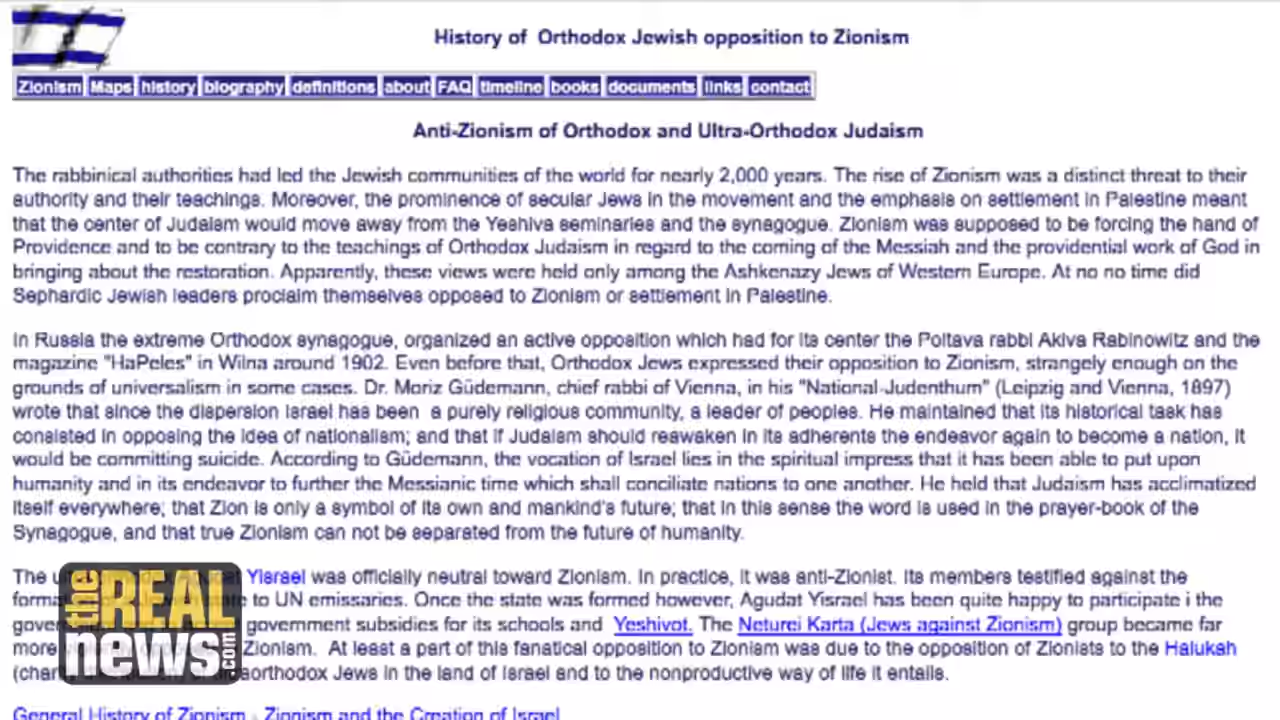 History of Orthodox Jewish opposition to Zionism
Zionism Maps history biography definitions about FAQ timeline books documents links contact
Anti-Zionism of Orthodox and Ultra-Orthodox Judaism
The rabbinical authorities had led the Jewish communities of the world for nearly 2,000 years. The rise of Zionism was a distinct threat to their
authority and their teachings. Moreover, the prominence of secular Jews in the movement and the emphasis on settlement in Palestine meant
that the center of Judaism would move away from the Yeshiva seminaries and the synagogue. Zionism was supposed to be forcing the hand of
Providence and to be contrary to the teachings of Orthodox Judaism in regard to the coming of the Messiah and the providential work of God in
bringing about the restoration. Apparently, these views were held only among the Ashkenazy Jews of Western Europe. At no no time did
Sephardic Jewish leaders proclaim themselves opposed to Zionism or settlement in Palestine.
In Russia the extreme Orthodox synagogue, organized an active opposition which had for its center the Poltava rabbi Akiva Rabinowitz and the
magazine "HaPeles" in Wilna around 1902. Even before that, Orthodox Jews expressed their opposition to Zionism, strangely enough on the
grounds of universalism in some cases. Dr. Moriz Güdemann, chief rabbi of Vienna, in his "National-Judenthum" (Leipzig and Vienna, 1897)
wrote that since the dispersion Israel has been a purely religious community, a leader of peoples. He maintained that its historical task has
consisted in opposing the idea of nationalism; and that if Judaism should reawaken in its adherents the endeavor again to become a nation, it
would be committing suicide. According to Güdemann, the vocation of Israel lies in the spiritual impress that it has been able to put upon
humanity and in its endeavor to further the Messianic time which shall conciliate nations to one another. He held that Judaism has acclimatized
itself everywhere; that Zion is only a symbol of its own and mankind's future; that in this sense the word is used in the prayer-book of the
Synagogue, and that true Zionism can not be separated from the future of humanity.
The Yisrael was officially neutral toward Zionism. In practice, it was anti-Zionist. Its members testified against the
to UN emissaries. Once the state was formed however, Agudat Yisrael has been quite happy to participate i the
government subsidies for its schools and Yeshivot. The Neturei Karta (Jews against Zionism) group became far
more Zionism. At least a part of this fanatical opposition to Zionism was due to the opposition of Zionists to the Halukah
Jews in the land of Israel and to the nonproductive way of life it entails.
General History of Zionism - Zionism and the Creation of Israel
the REAL news.com